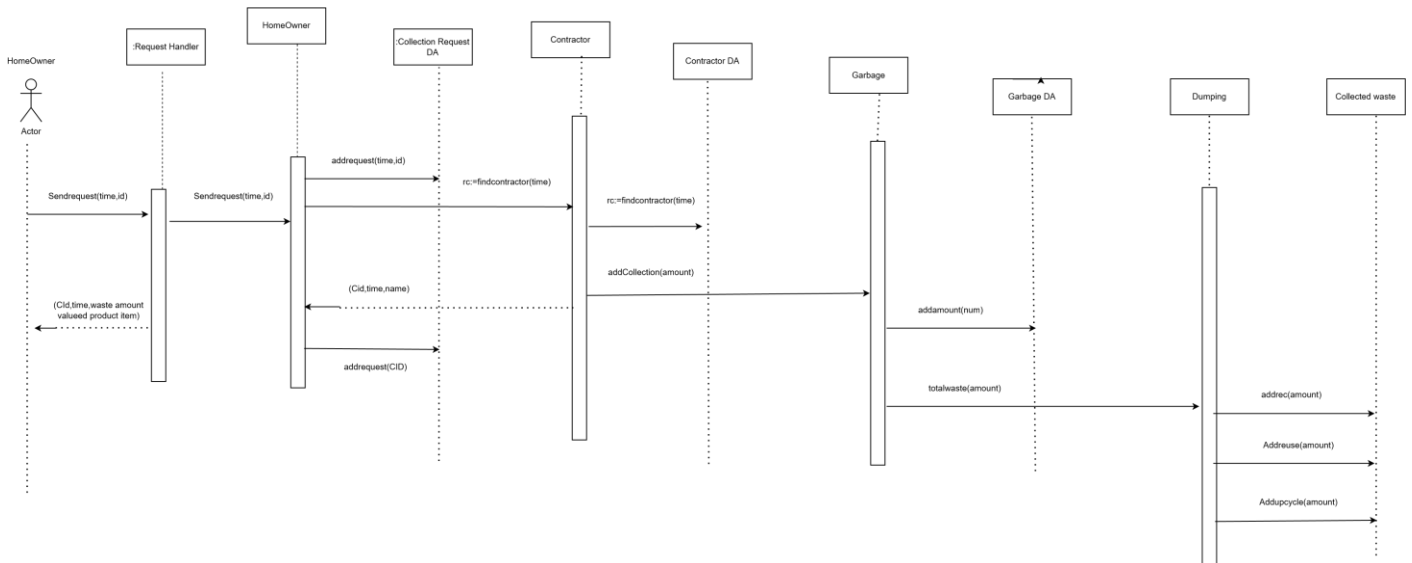 HomeOwner
Actor
:Request Handler
HomeOwner
:Collection Request
DA
Contractor
Contractor DA
Garbage
Garbage DA
Dumping
Collected waste
Sendrequest(time,id)
Sendrequest(time,id)
addrequest(time,id)
rc:=findcontractor(time)
rc:=findcontractor(time)
addCollection(amount)
(Cid,time,name)
(CId,time,waste amount
valueed product item)
addamount(num)
addrequest(CID)
totalwaste(amount)
addrec(amount)
Addreuse(amount)
Addupcycle(amount)